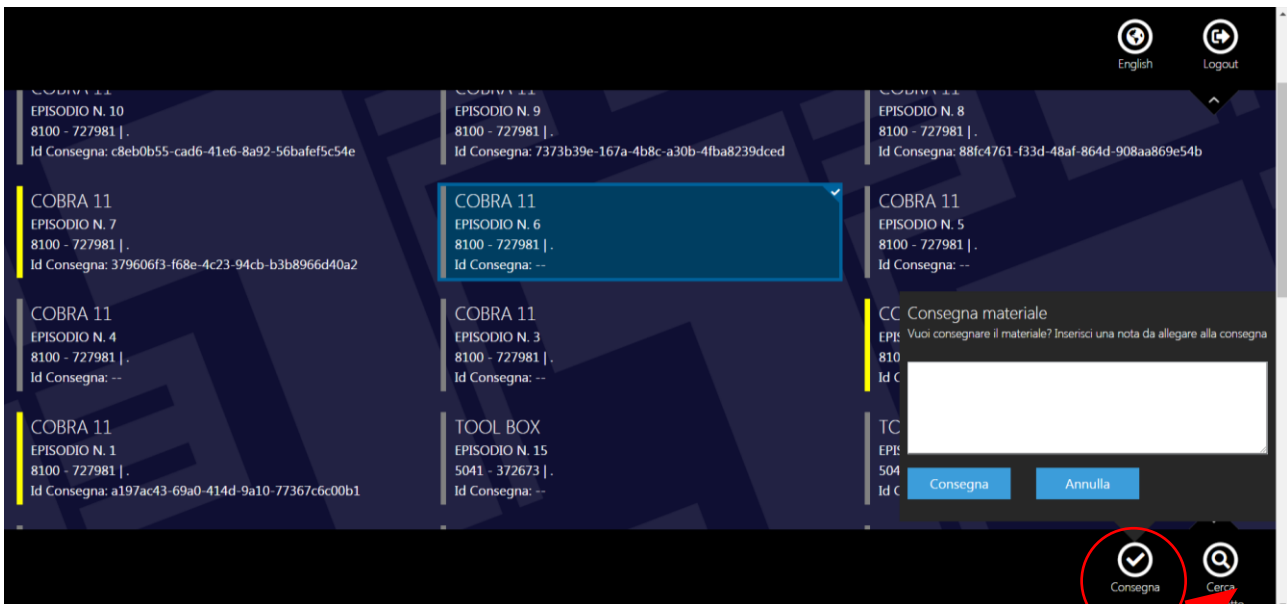 English
Logout
COBRA 11
EPISODIO N. 10
8100 - 727981 | .
Id Consegna: c8eb0b55-cad6-41e6-8a92-56bafef5c54e
COBRA 11
EPISODIO N. 9
8100 - 727981 | .
Id Consegna: 7373b39e-167a-4b8c-a30b-4fba8239dced
COBRA 11
EPISODIO N. 8
8100 - 727981 | .
Id Consegna: 88fc4761-f33d-48af-864d-908aa869e54b
COBRA 11
EPISODIO N. 7
8100 - 727981 | .
Id Consegna: 379606f3-f68e-4c23-94cb-b3b8966d40a2
COBRA 11
EPISODIO N. 6
8100 - 727981 | .
Id Consegna: --
COBRA 11
EPISODIO N. 5
8100 - 727981 | .
Id Consegna: --
COBRA 11
EPISODIO N. 4
8100 - 727981 | .
Id Consegna: --
COBRA 11
EPISODIO N. 3
8100 - 727981 | .
Id Consegna: --
Consegna materiale
Vuoi consegnare il materiale? Inserisci una nota da allegare alla consegna
Consegna
Annulla
COBRA 11
EPISODIO N. 1
8100 - 727981 | .
Id Consegna: a197ac43-69a0-414d-9a10-77367c6c00b1
TOOL BOX
EPISODIO N. 15
5041 - 372673 | .
Id Consegna: --
Consegna
Cerca